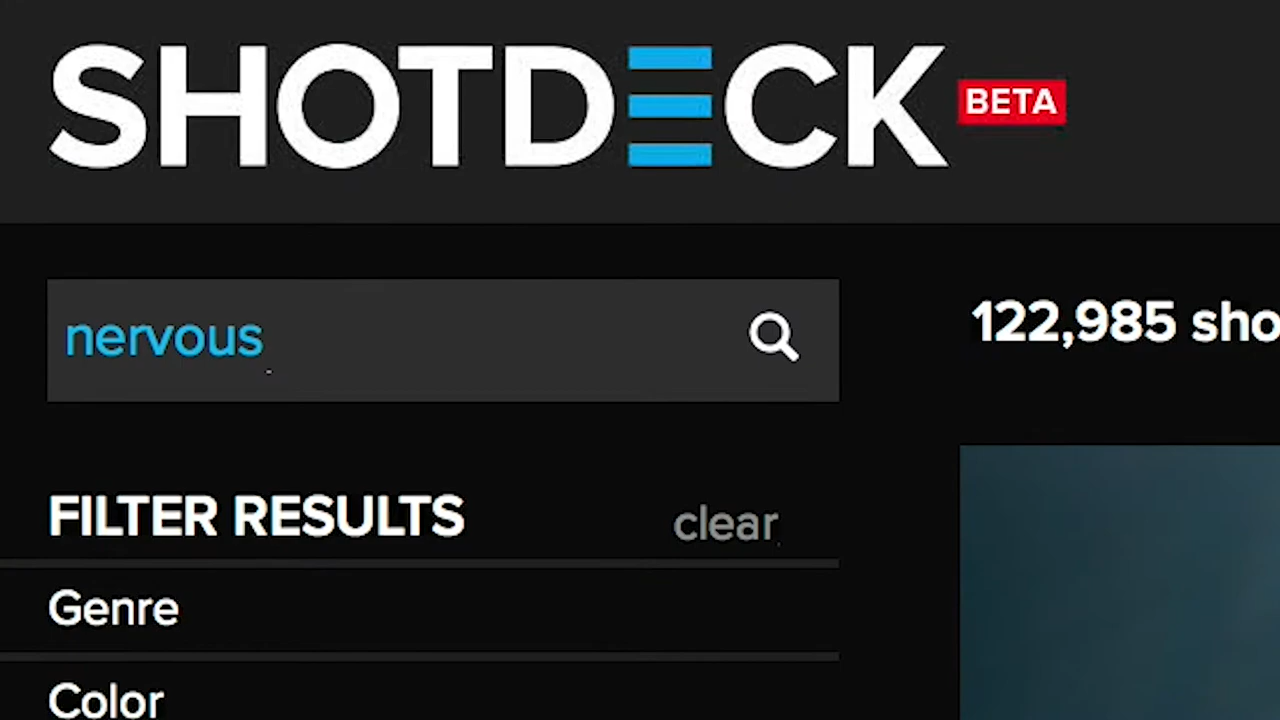 SHOTDECK BETA
nervous
122,985 sho
FILTER RESULTS clear
Genre
Color